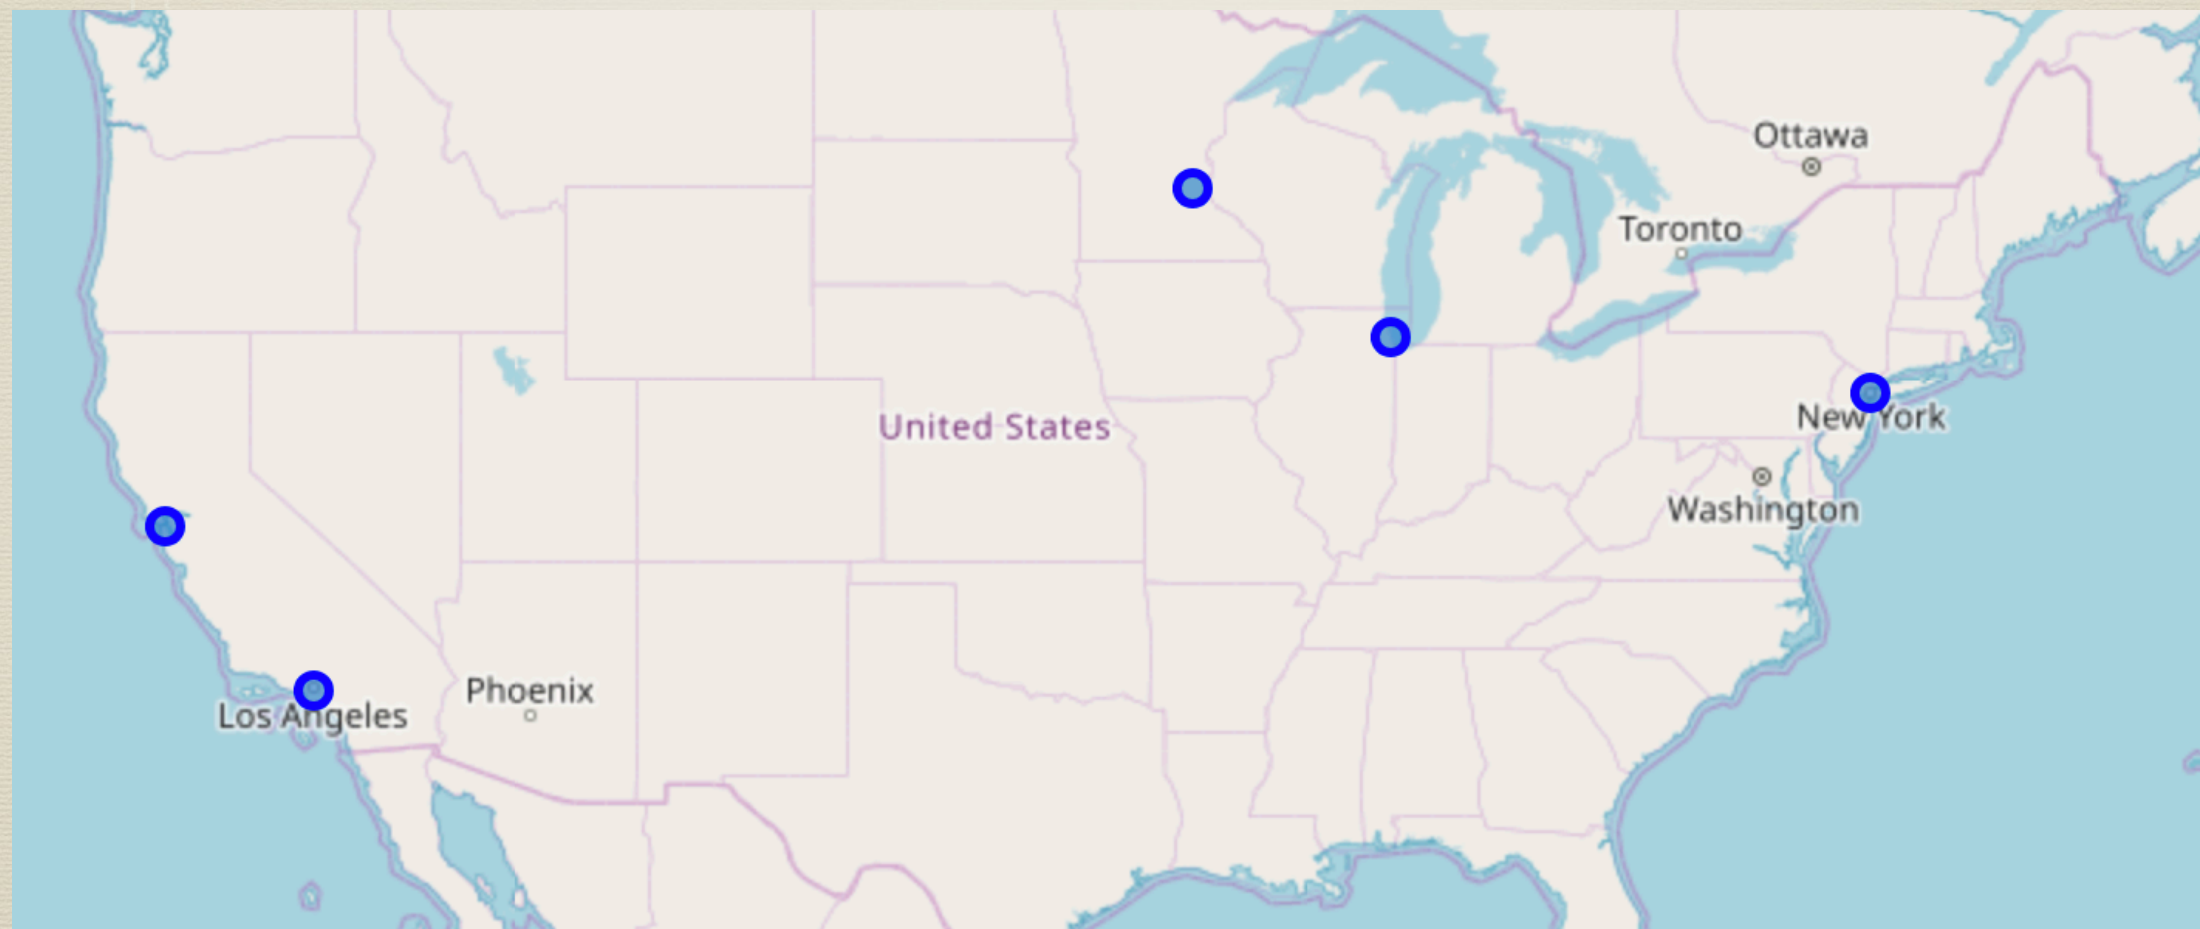 Ottawa
Toronto
United States
New York
Washington
Phoenix
Los Angeles